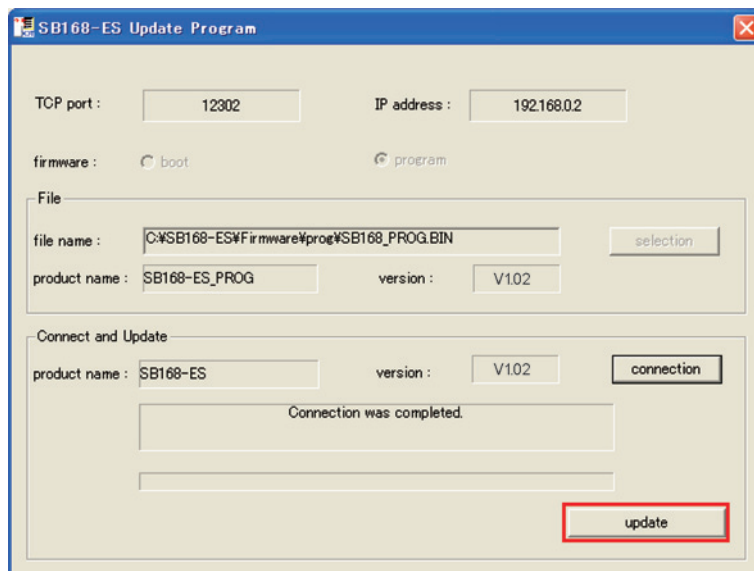 SB168-ES Update Program
TCP port : 12302 IP address : 192.168.0.2
firmware : boot program
File
file name : C:¥SB168-ES¥Firmware¥prog¥SB168_PROG.BIN selection
product name : SB168-ES_PROG version : V1.02
Connect and Update
product name : SB168-ES version : V1.02 connection
Connection was completed.
update